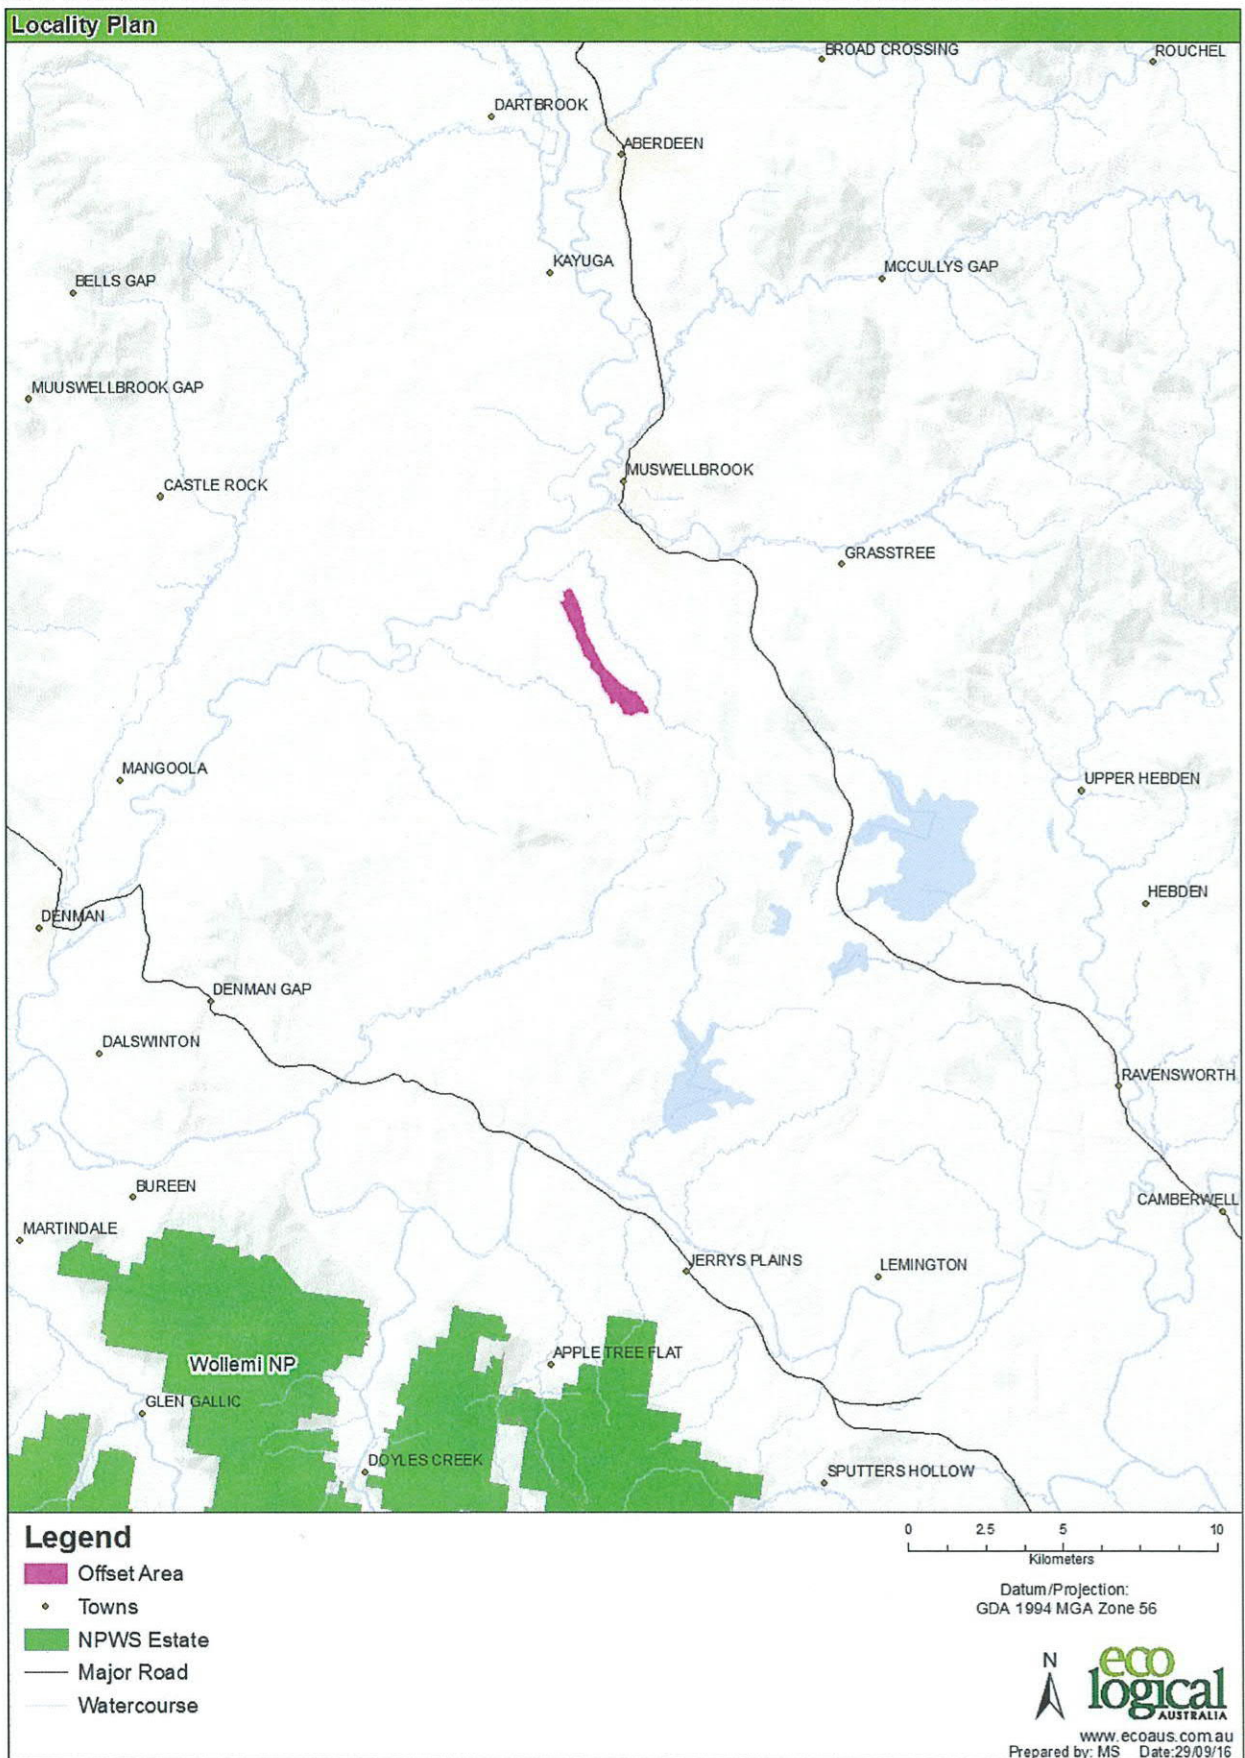 Locality Plan
BROAD CROSSING
ROUCHEL
DARTBROOK
ABERDEEN
KAYUGA
MCCULLYS GAP
BELLS GAP
MUUSWELLBROOK GAP
MUSWELLBROOK
CASTLE ROCK
GRASSTREE
MANGOOLA
UPPER HEBDEN
HEBDEN
DENMAN
DENMAN GAP
DALSWINTON
RAVENSWORTH
BUREEN
CAMBERWELL
MARTINDALE
JERRYS PLAINS
LEMINGTON
APPLE TREE FLAT
Wollemi NP
GLEN GALLIC
DOYLES CREEK
SPUTTERS HOLLOW
Legend
Offset Area
Towns
NPWS Estate
Major Road
Watercourse
0 2.5 5 10
Kilometers
Datum/Projection:
GDA 1994 MGA Zone 56
N
eco
logical
AUSTRALIA
www.ecoaus.com.au
Prepared by: MS Date:29/09/16